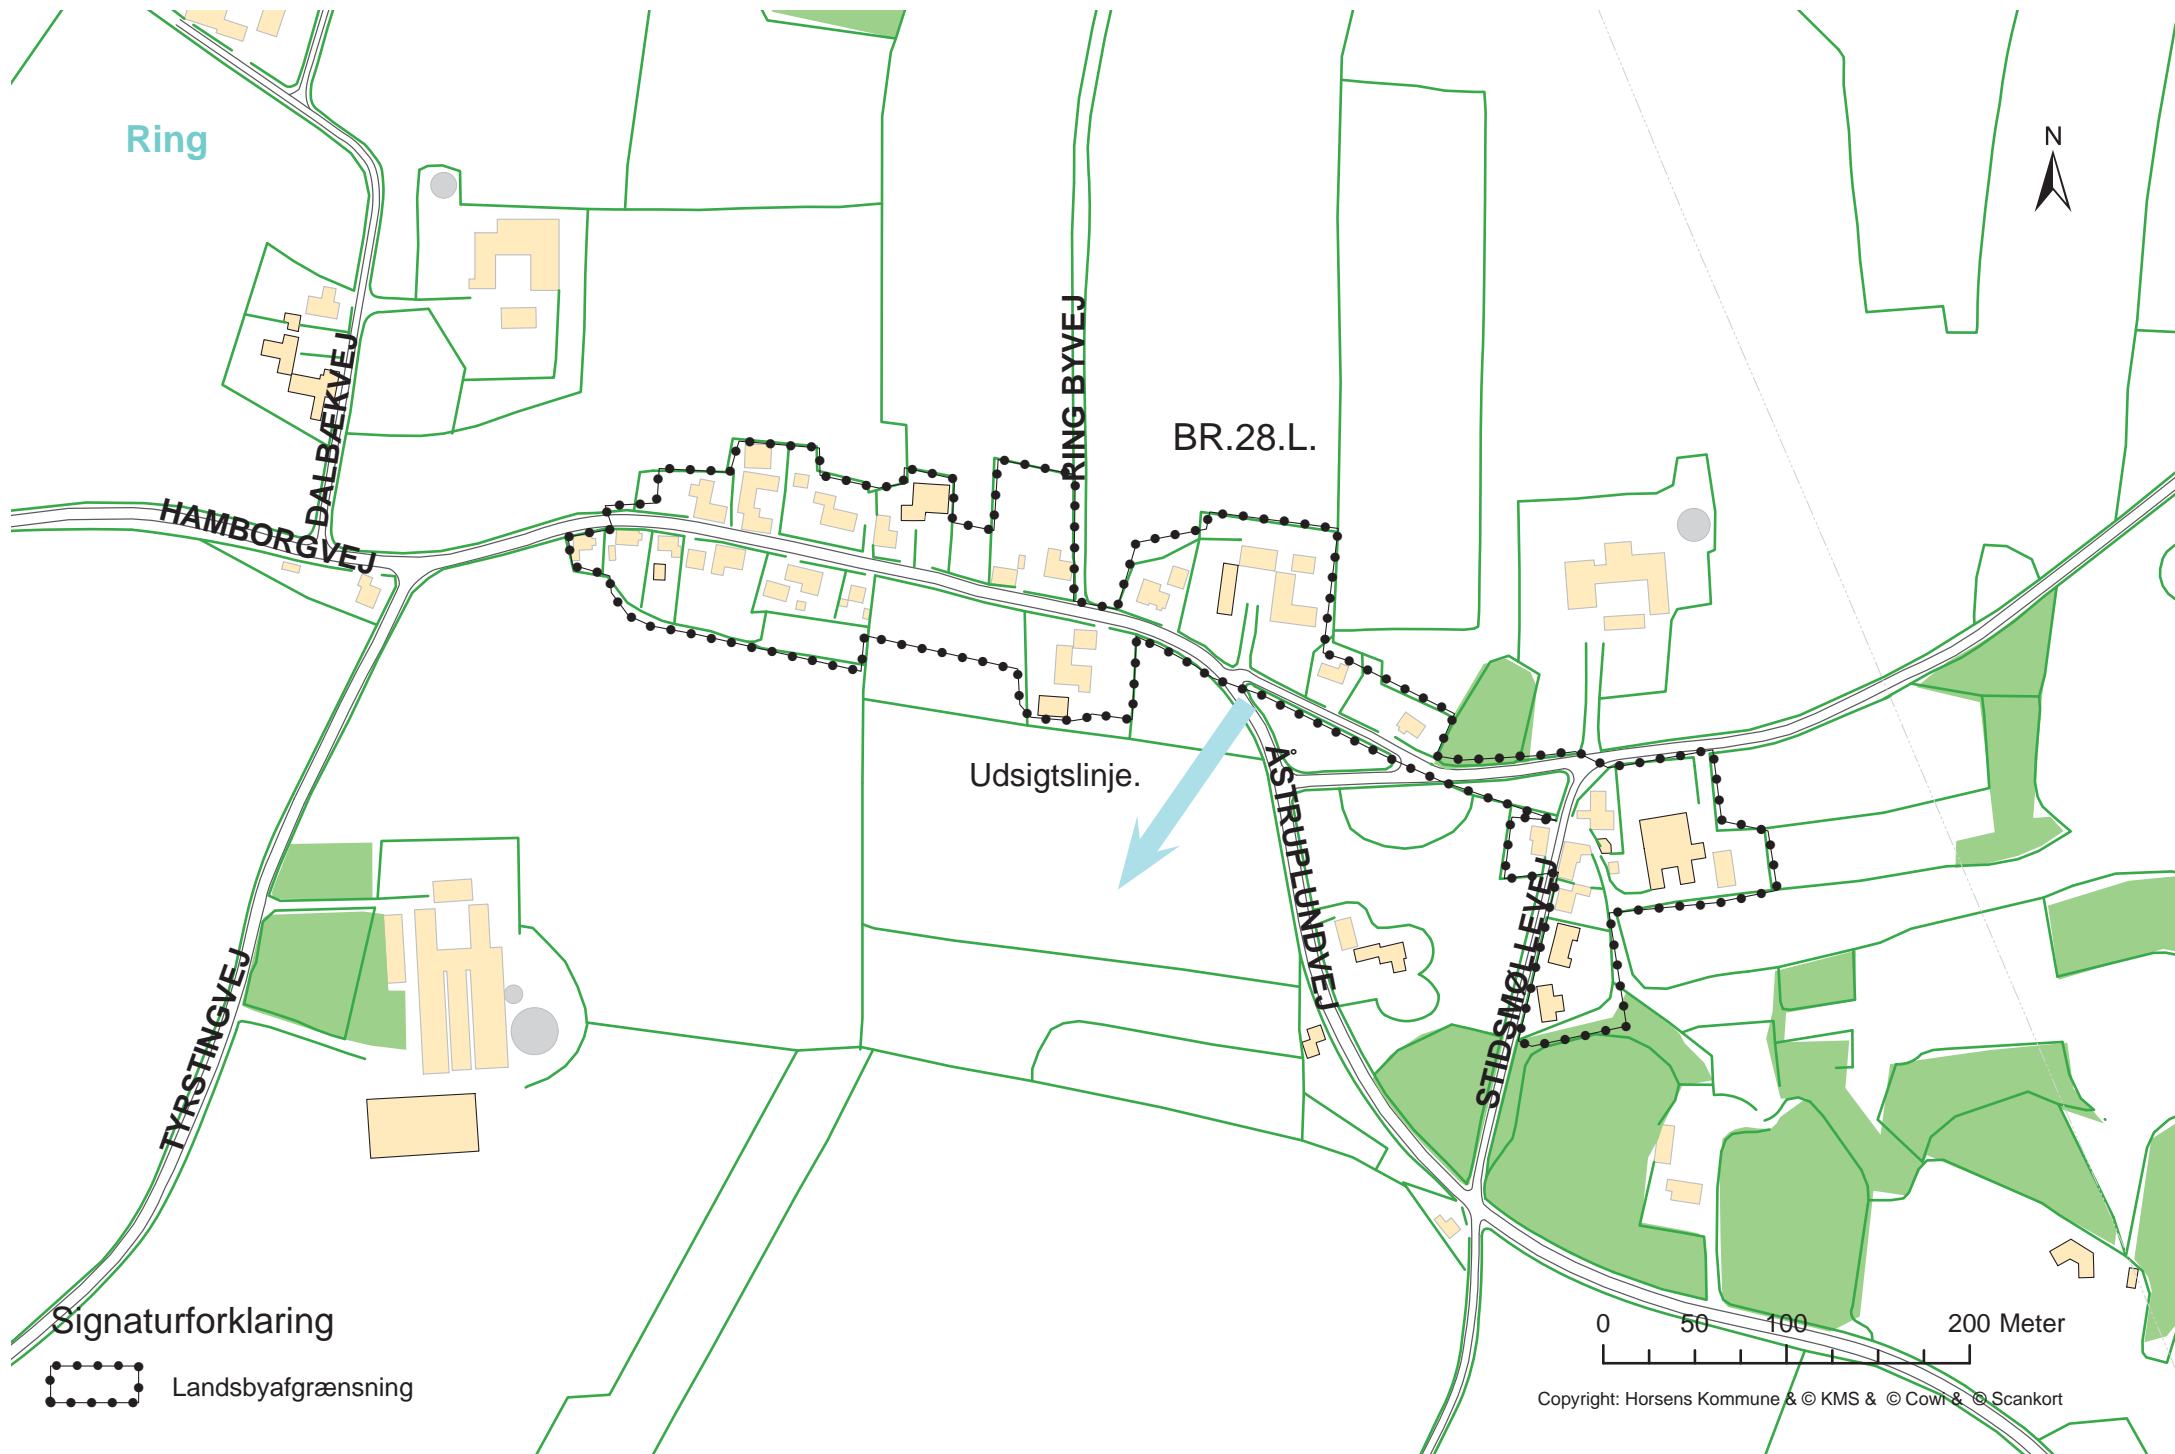 Ring
N
RING BYVEJ
DALBÆKVEJ
BR.28.L.
HAMBORGVEJ
Udsigtslinje.
ÅSTRUPLUNDVEJ
STIDSMØLLEVEJ
TYRSTINGVEJ
Signaturforklaring
Landsbyafgrænsning
0 50 100 200 Meter
Copyright: Horsens Kommune & © KMS & © Cowi & © Scankort